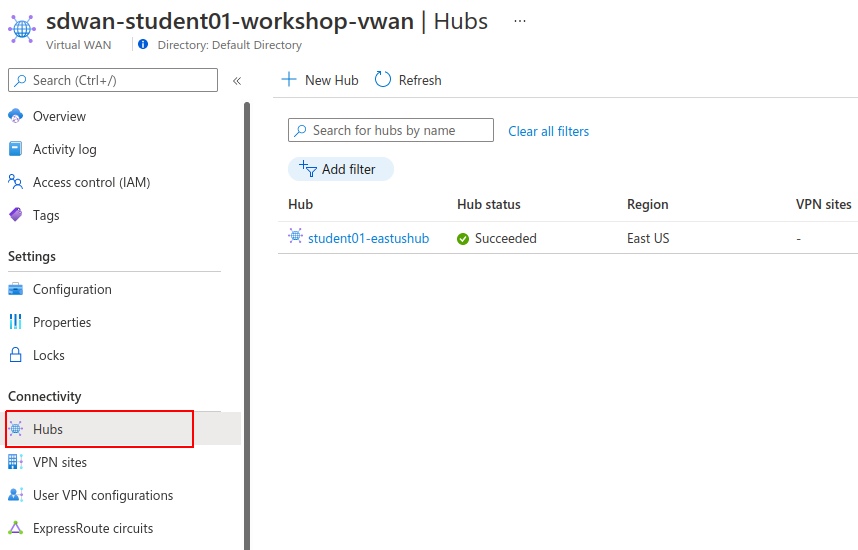 sdwan-student01-workshop-vwan | Hubs ···
Virtual WAN Directory: Default Directory
Search (Ctrl+/) «
Overview
Activity log
Access control (IAM)
Tags
Settings
Configuration
Properties
Locks
Connectivity
Hubs
VPN sites
User VPN configurations
ExpressRoute circuits
New Hub Refresh
Search for hubs by name Clear all filters
Add filter
Hub Hub status Region VPN sites
student01-eastushub Succeeded East US -